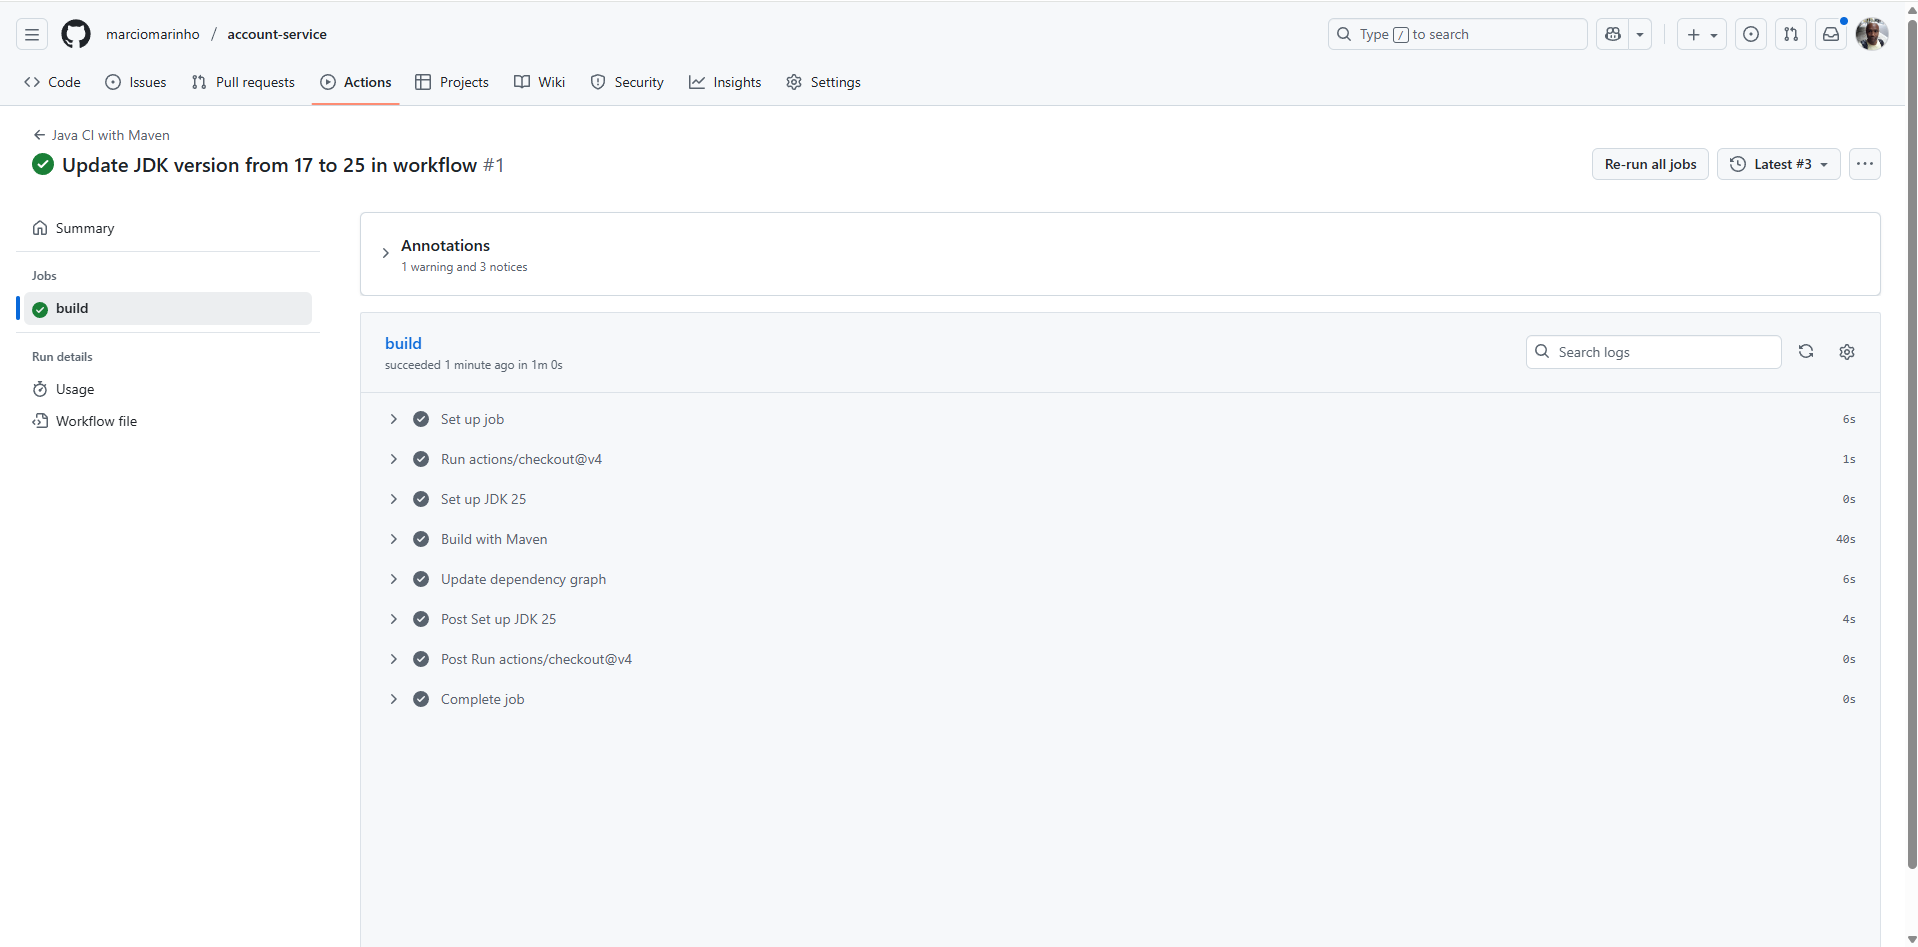 marciomarinho / account-service
Type / to search
Code Issues Pull requests Actions Projects Wiki Security Insights Settings
Java CI with Maven
Update JDK version from 17 to 25 in workflow #1
Re-run all jobs
Latest #3
Summary
Jobs
build
Run details
Usage
Workflow file
Annotations
1 warning and 3 notices
build
succeeded 1 minute ago in 1m 0s
Search logs
Set up job 6s
Run actions/checkout@v4 1s
Set up JDK 25 0s
Build with Maven 40s
Update dependency graph 6s
Post Set up JDK 25 4s
Post Run actions/checkout@v4 0s
Complete job 0s